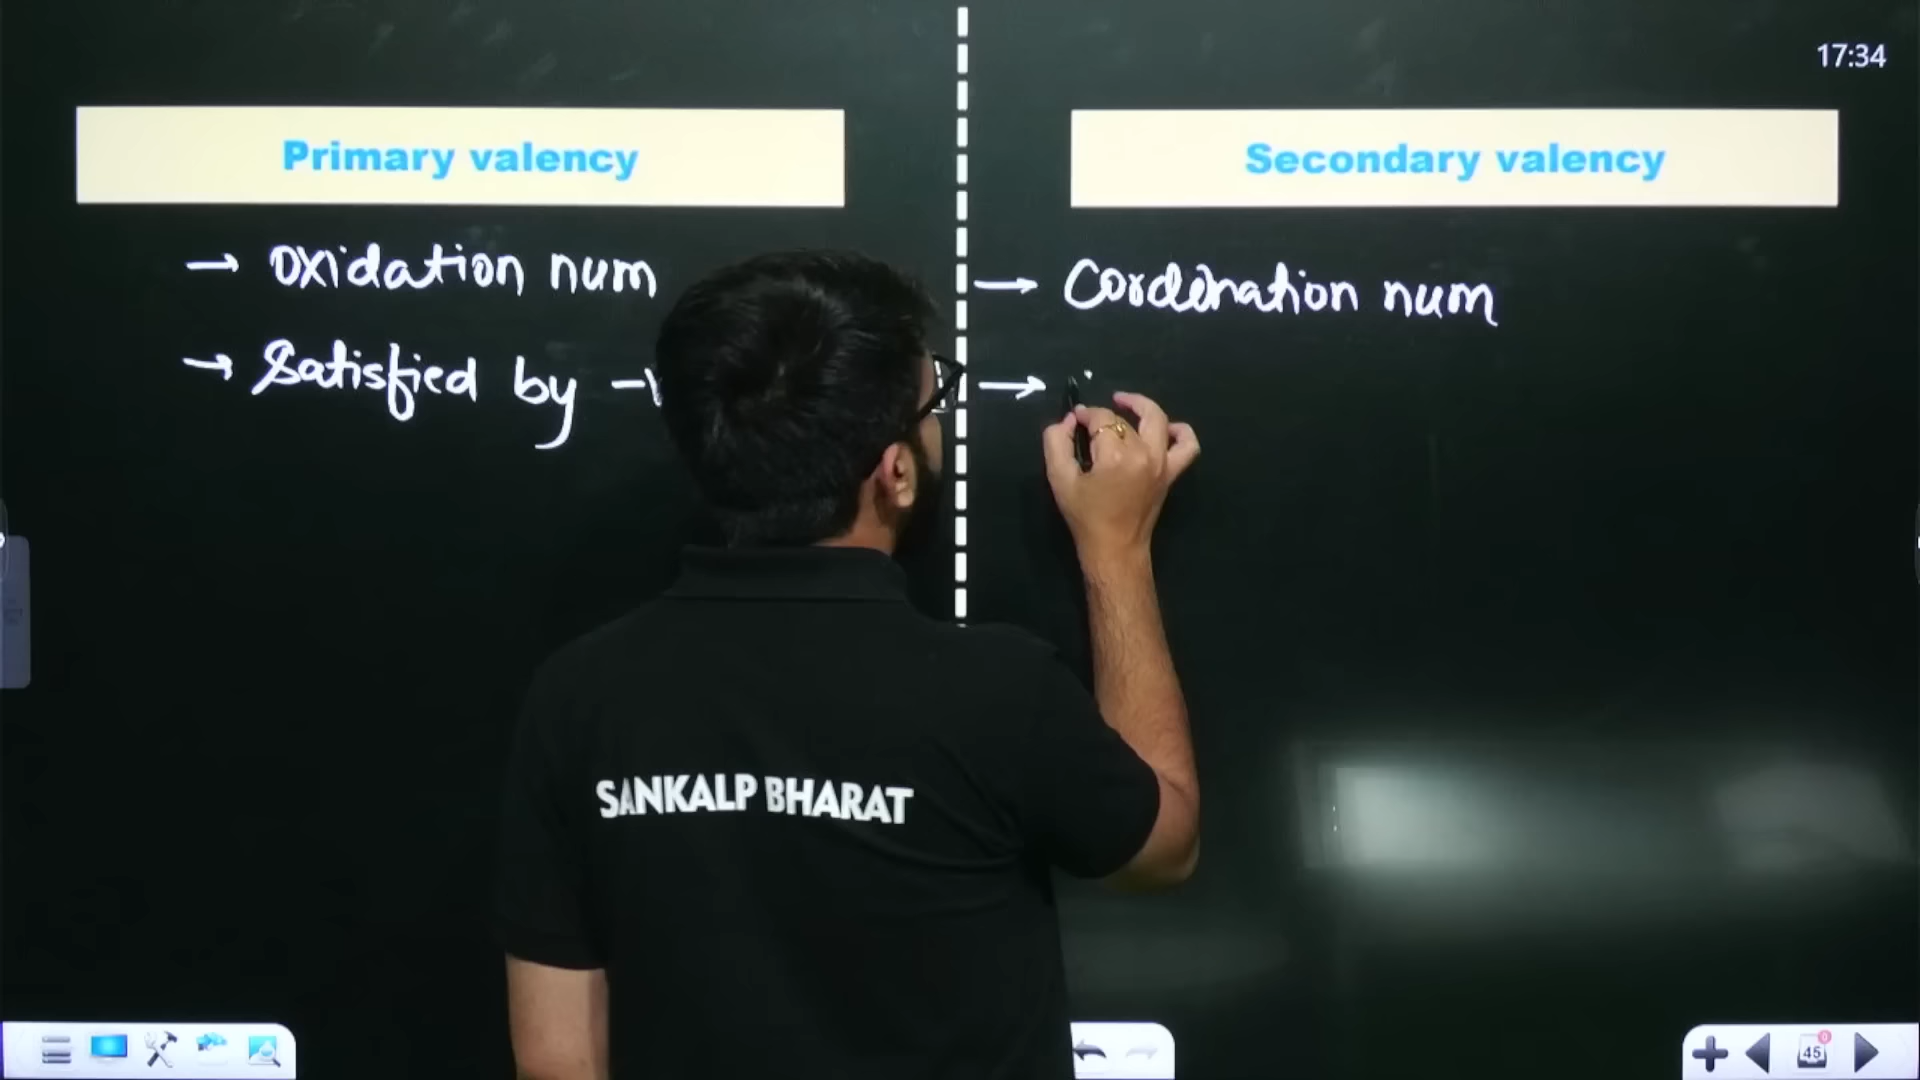 17:34
Primary valency
Secondary valency
→ Oxidation num
→ Cordination num
→ Satisfied by
→
SANKALP BHARAT
45